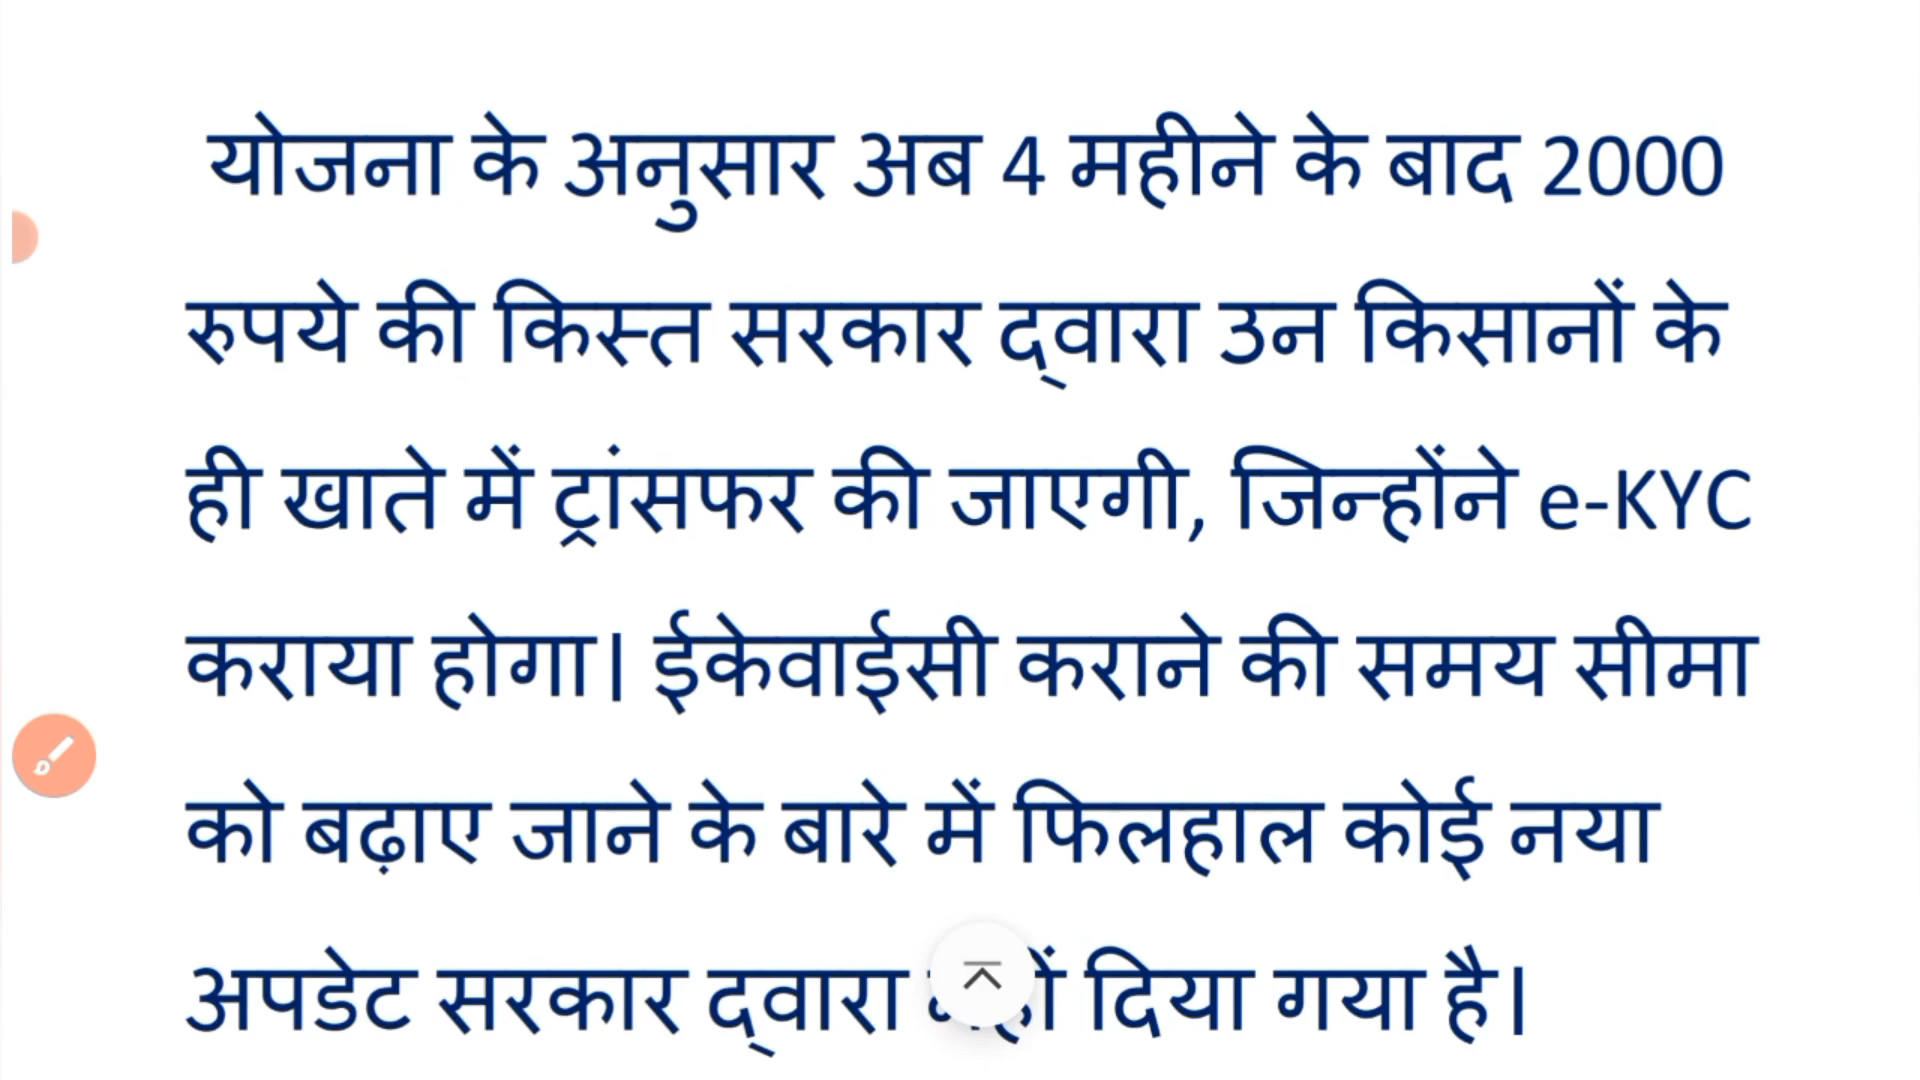 योजना के अनुसार अब 4 महीने के बाद 2000
रुपये की किस्त सरकार द्वारा उन किसानों के
ही खाते में ट्रांसफर की जाएगी, जिन्होंने e-KYC
कराया होगा। ईकेवाईसी कराने की समय सीमा
को बढ़ाए जाने के बारे में फिलहाल कोई नया
अपडेट सरकार द्वारा दिया गया है।